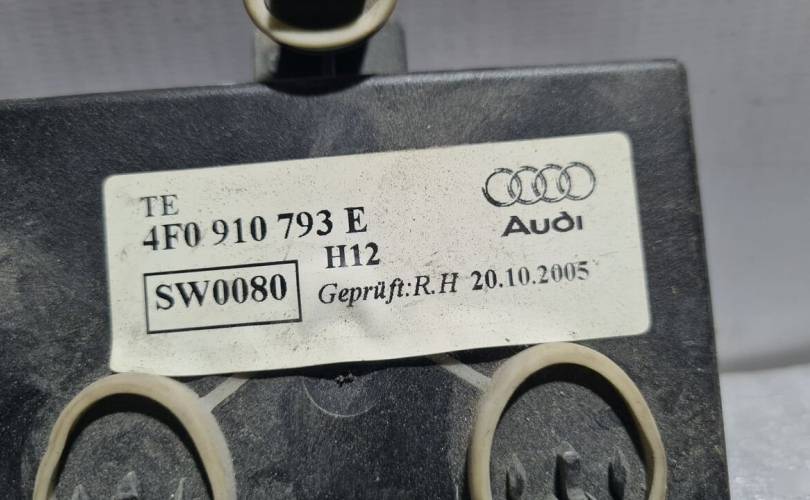 TE
4F0 910 793 E
H12
SW0080
Geprüft:R.H 20.10.2005
Audi